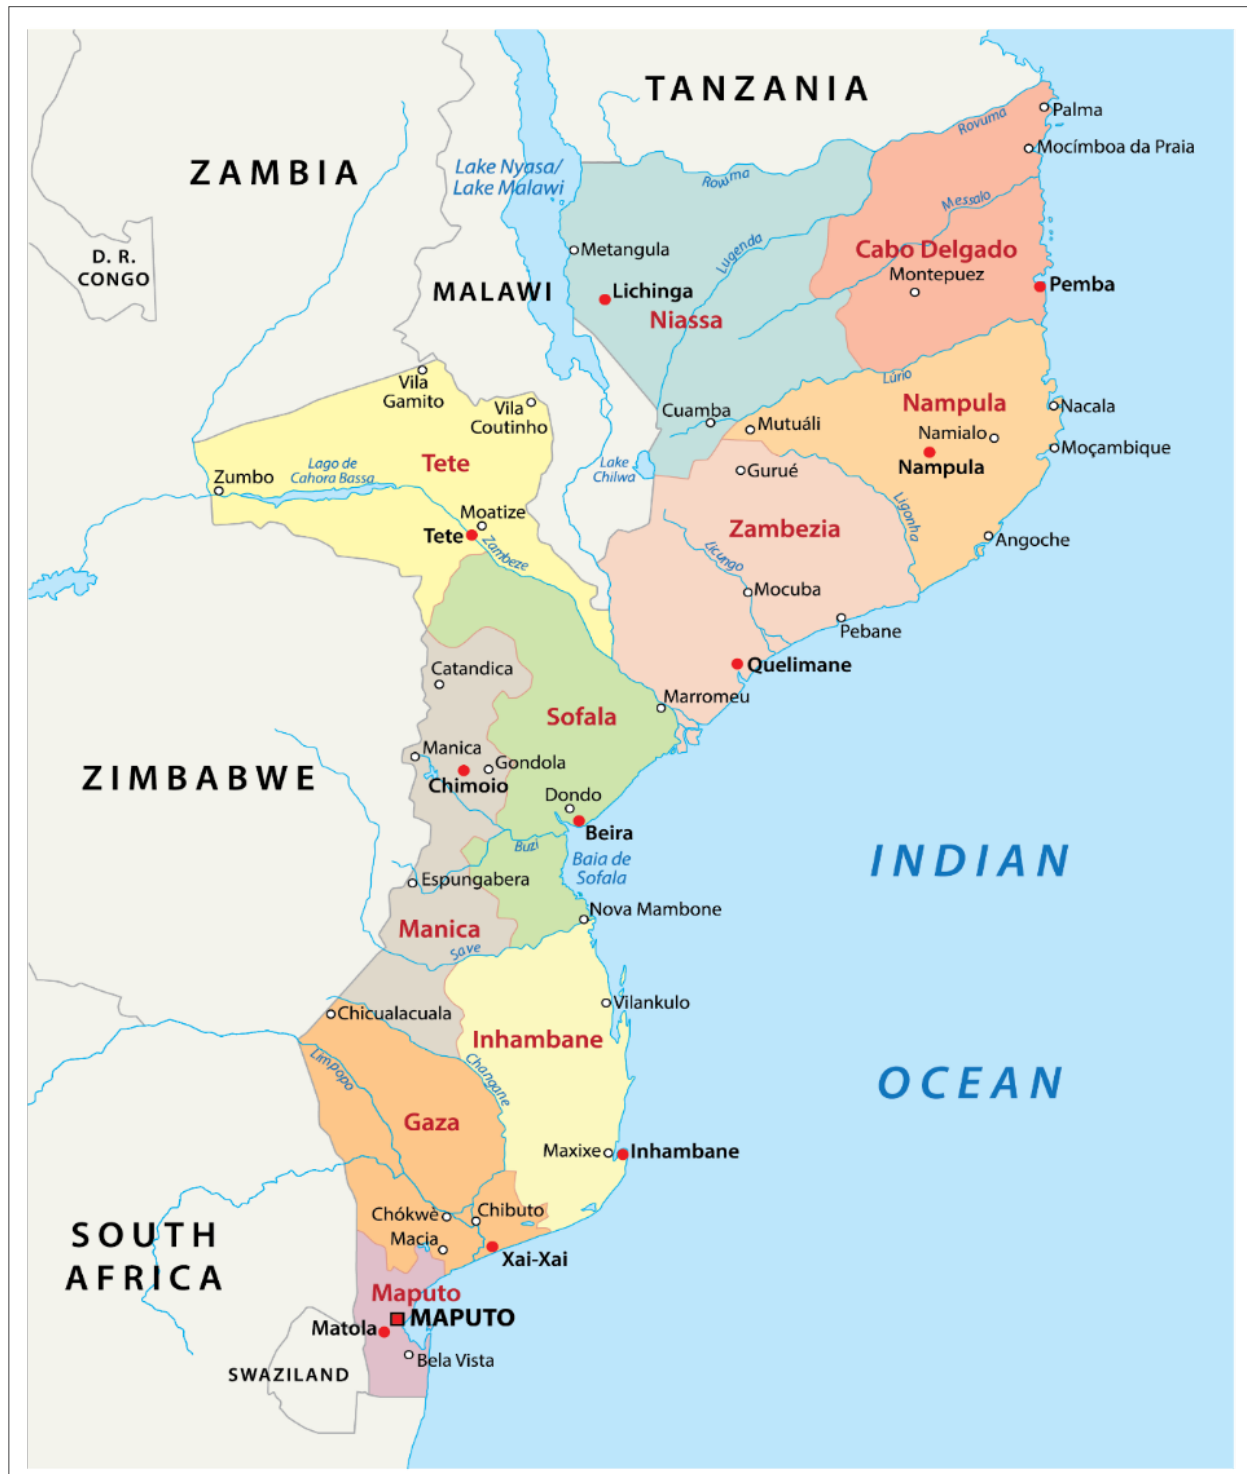 TANZANIA
Palma
Rovuma
Mocímboa da Praia
ZAMBIA
Lake Nyasa/
Lake Malawi
Rovuma
Messalo
D. R.
CONGO
Metangula
Lugenda
Cabo Delgado
Montepuez
Pemba
MALAWI
Lichinga
Niassa
Vila
Gamito
Lúrio
Vila
Coutinho
Cuamba
Mutuáli
Nampula
Nacala
Namialo
Moçambique
Nampula
Tete
Lago de
Cahora Bassa
Zumbo
Lake
Chilwa
Gurué
Ligonha
Moatize
Tete
Zambeze
Zambezia
Licungo
Angoche
Mocuba
Pebane
Catandica
Quelimane
Marromeu
Sofala
Manica
Gondola
Chimoio
ZIMBABWE
Dondo
Beira
Buzi
Baia de
Sofala
INDIAN
Espungabera
Nova Mambone
Manica
Save
Vilankulo
Chicualacuala
Inhambane
Limpopo
Changane
OCEAN
Gaza
Maxixe
Inhambane
Chókwè
Chibuto
Macia
Xai-Xai
SOUTH
AFRICA
Maputo
MAPUTO
Matola
Bela Vista
SWAZILAND